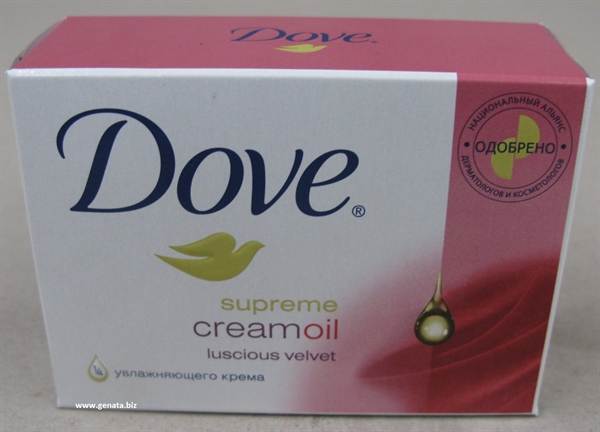 Dove®
Dove®
НАЦИОНАЛЬНЫЙ АЛЬЯНС
ОДОБРЕНО
ДЕРМАТОЛОГОВ И КОСМЕТОЛОГОВ
supreme
creamoil
luscious velvet
¼ увлажняющего крема
www.genata.biz